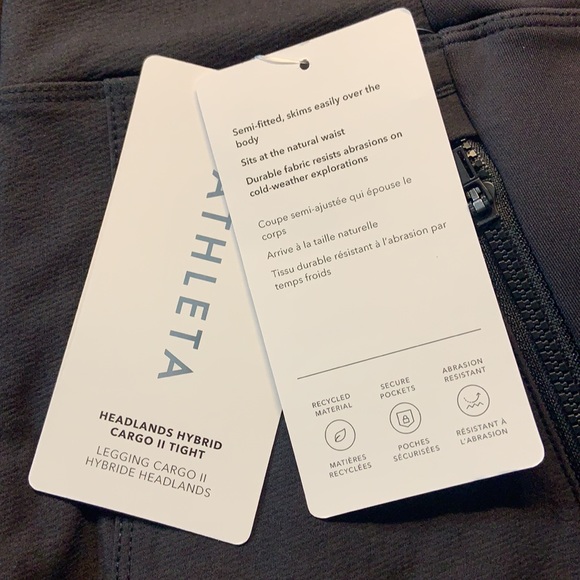 ATHLETA
HEADLANDS HYBRID
CARGO II TIGHT
LEGGING CARGO II
HYBRIDE HEADLANDS
Semi-fitted, skims easily over the
body
Sits at the natural waist
Durable fabric resists abrasions on
cold-weather explorations
Coupe semi-ajustée qui épouse le
corps
Arrive à la taille naturelle
Tissu durable résistant à l'abrasion par
temps froids
RECYCLED
MATERIAL
MATIÈRES
RECYCLÉES
SECURE
POCKETS
POCHES
SÉCURISÉES
ABRASION
RESISTANT
RÉSISTANT À
L'ABRASION